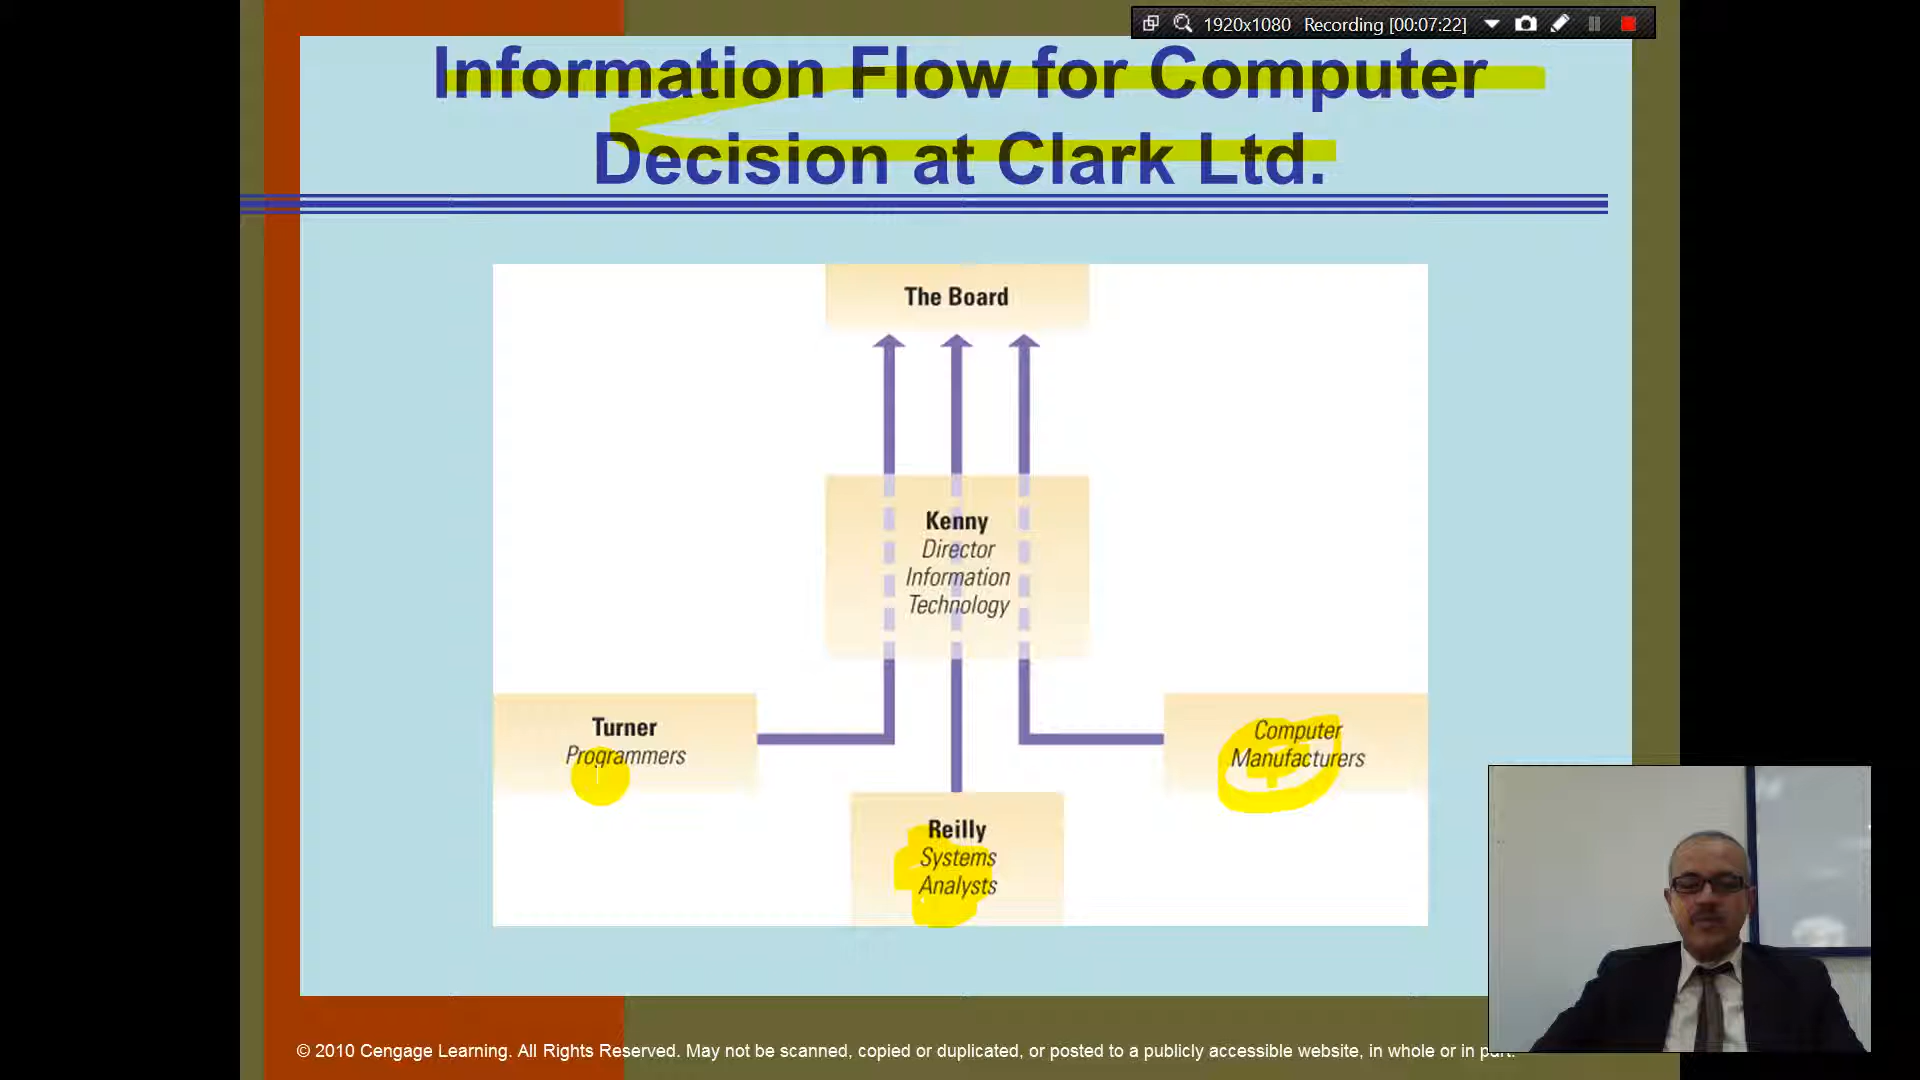 1920x1080 Recording [00:07:22]
Information Flow for Computer
Decision at Clark Ltd.
The Board
Kenny
Director
Information
Technology
Turner
Programmers
Computer
Manufacturers
Reilly
Systems
Analysts
© 2010 Cengage Learning. All Rights Reserved. May not be scanned, copied or duplicated, or posted to a publicly accessible website, in whole or in part.